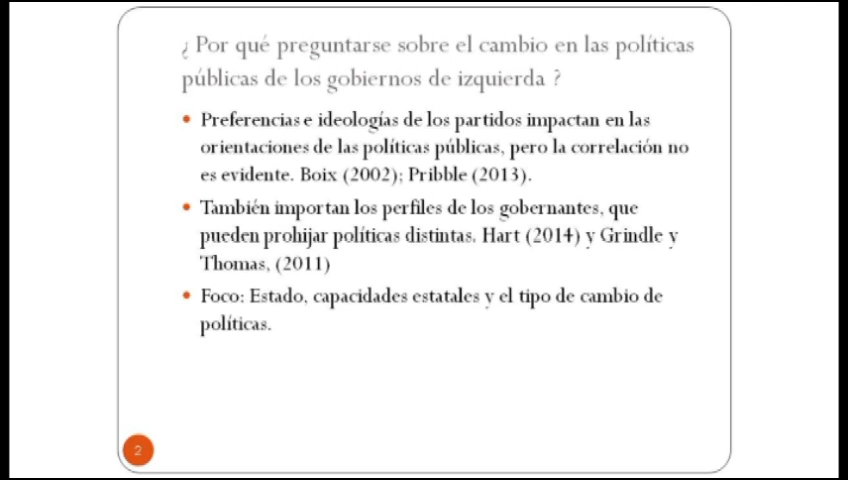 ¿ Por qué preguntarse sobre el cambio en las políticas
públicas de los gobiernos de izquierda ?
• Preferencias e ideologías de los partidos impactan en las
orientaciones de las políticas públicas, pero la correlación no
es evidente. Boix (2002); Pribble (2013).
• También importan los perfiles de los gobernantes, que
pueden prohijar políticas distintas. Hart (2014) y Grindle y
Thomas, (2011)
• Foco: Estado, capacidades estatales y el tipo de cambio de
políticas.
2